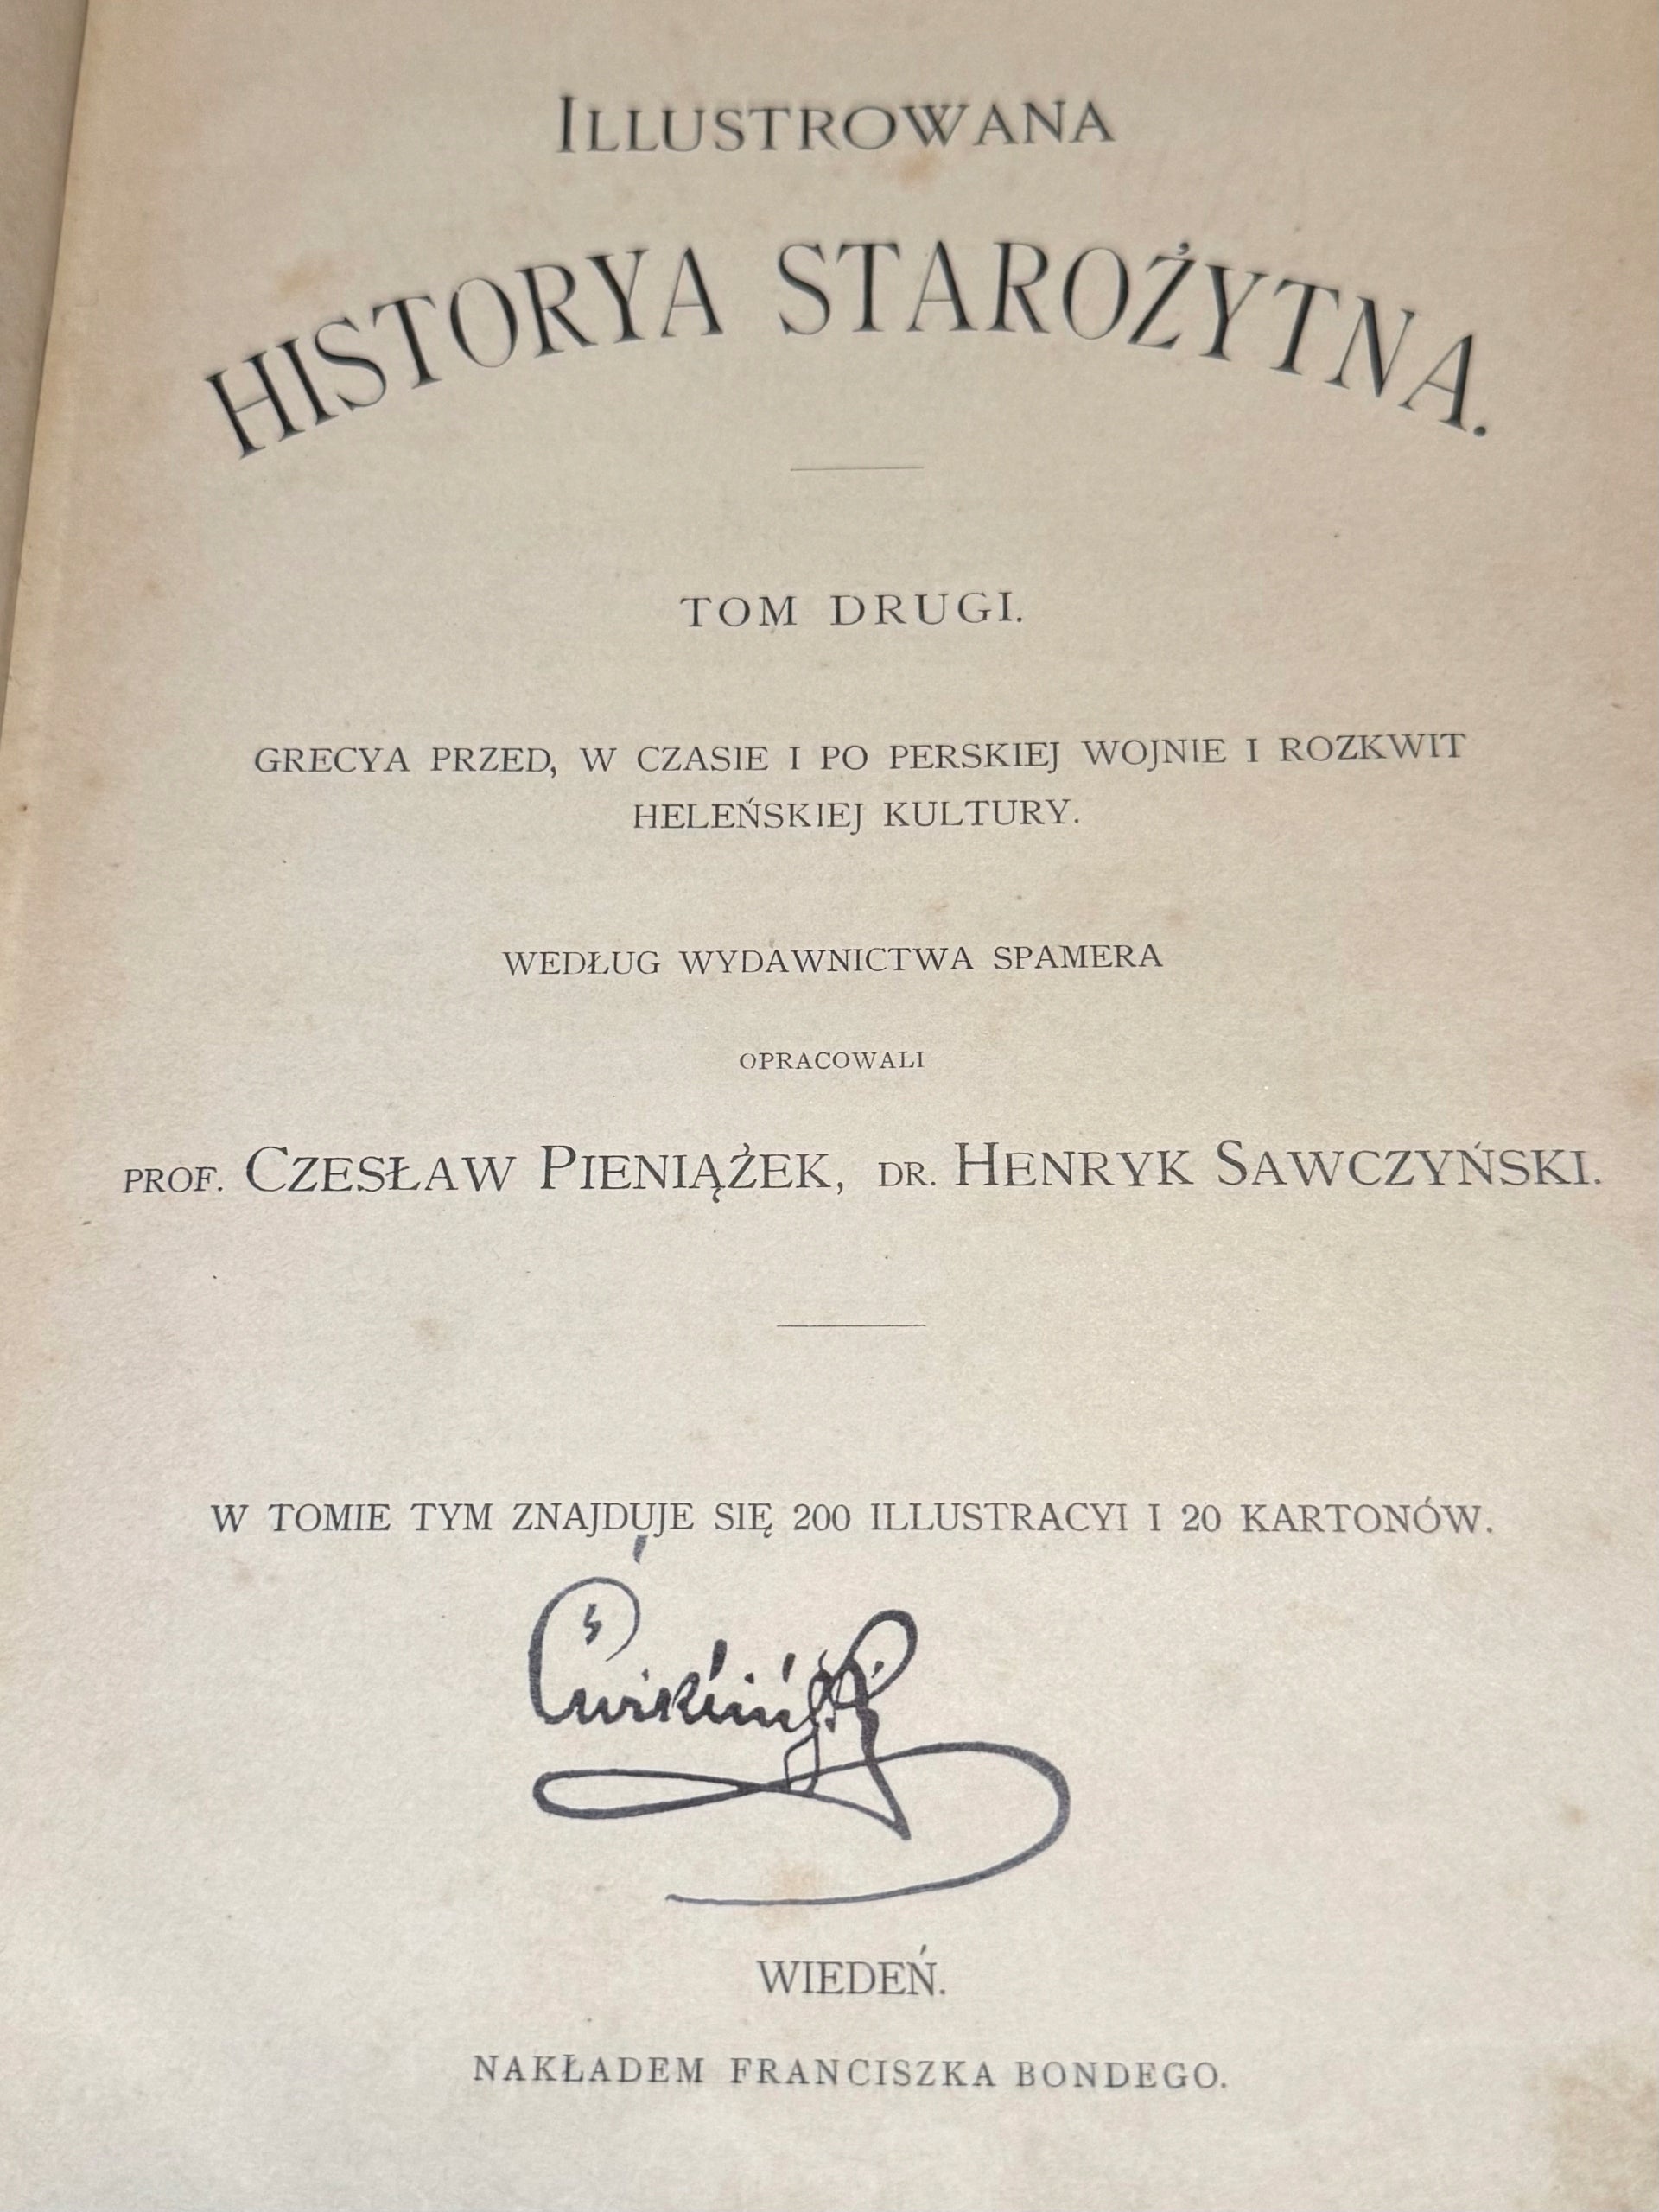 ILLUSTROWANA
HISTORYA STAROŻYTNA.
TOM DRUGI.
GRECYA PRZED, W CZASIE I PO PERSKIEJ WOJNIE I ROZKWIT
HELEŃSKIEJ KULTURY.
WEDŁUG WYDAWNICTWA SPAMERA
OPRACOWALI
PROF. CZESŁAW PIENIĄŻEK, DR. HENRYK SAWCZYŃSKI.
W TOMIE TYM ZNAJDUJE SIĘ 200 ILLUSTRACYI I 20 KARTONÓW.
WIEDEŃ.
NAKŁADEM FRANCISZKA BONDEGO.